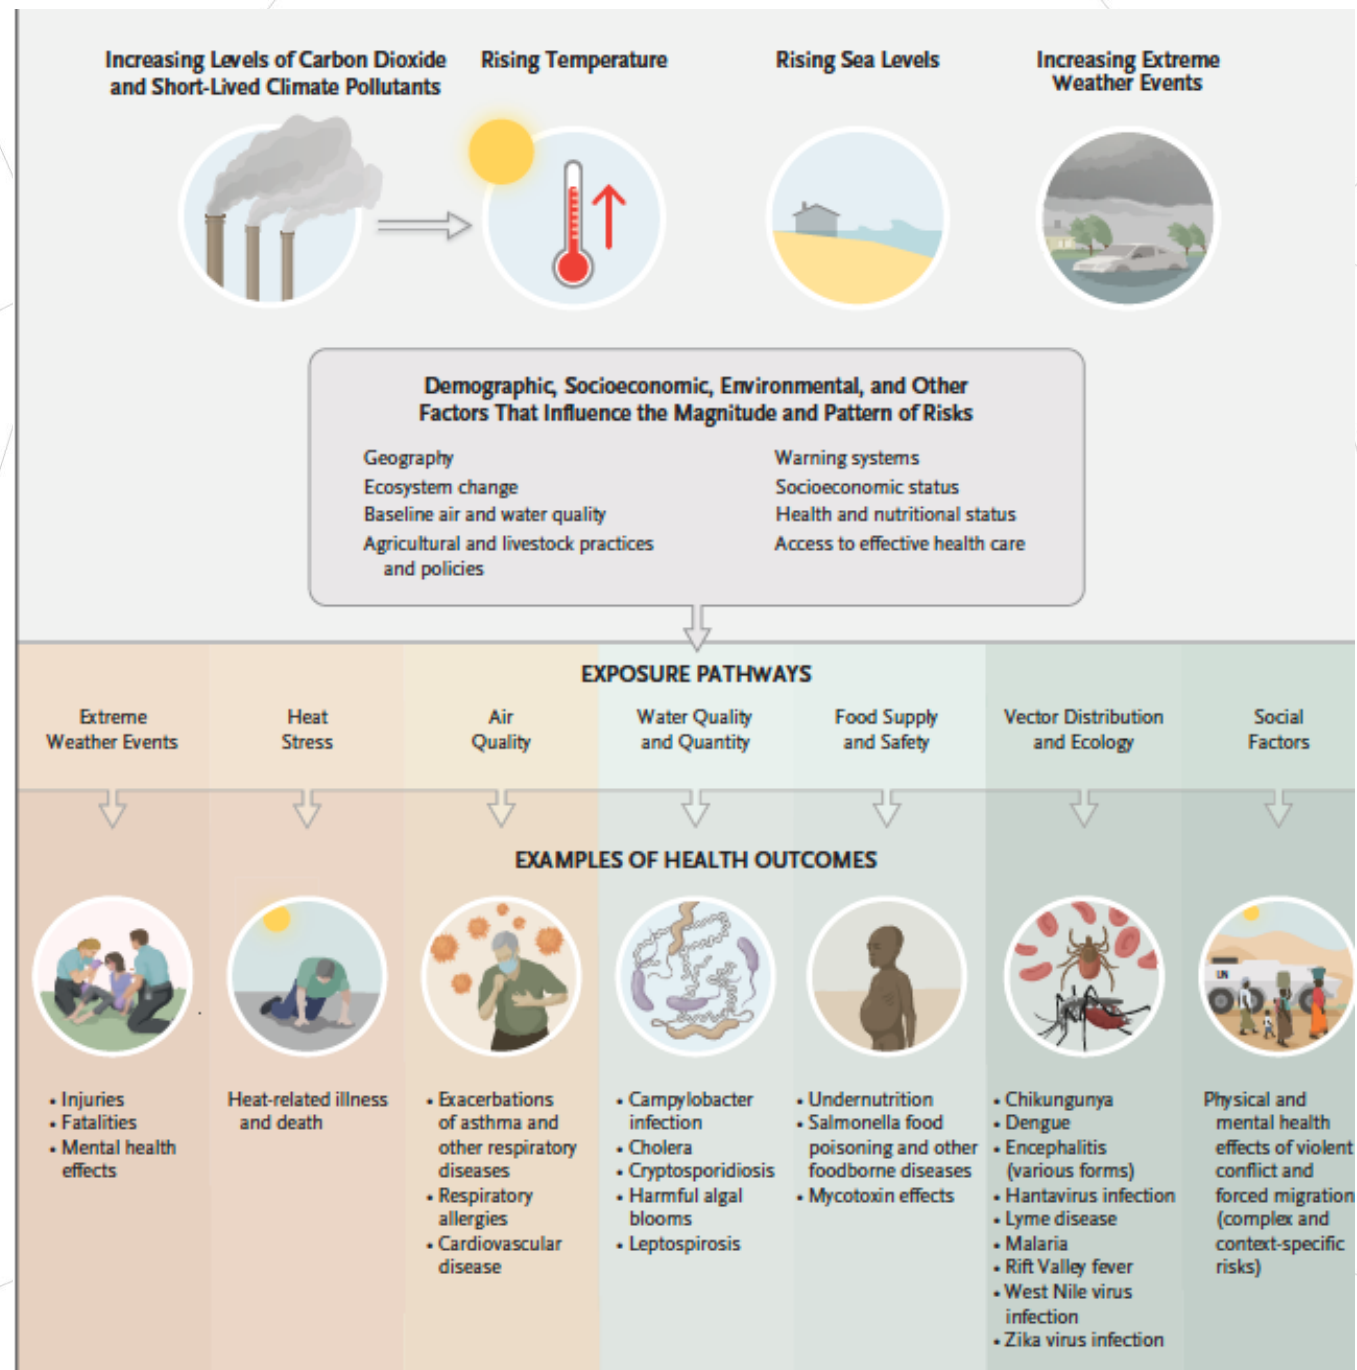 Increasing Levels of Carbon Dioxide
and Short-Lived Climate Pollutants
Rising Temperature
Rising Sea Levels
Increasing Extreme
Weather Events
Demographic, Socioeconomic, Environmental, and Other
Factors That Influence the Magnitude and Pattern of Risks
Geography
Ecosystem change
Baseline air and water quality
Agricultural and livestock practices
and policies
Warning systems
Socioeconomic status
Health and nutritional status
Access to effective health care
EXPOSURE PATHWAYS
Extreme
Weather Events
Heat
Stress
Air
Quality
Water Quality
and Quantity
Food Supply
and Safety
Vector Distribution
and Ecology
Social
Factors
EXAMPLES OF HEALTH OUTCOMES
UN
• Injuries
• Fatalities
• Mental health
effects
Heat-related illness
and death
• Exacerbations
of asthma and
other respiratory
diseases
• Respiratory
allergies
• Cardiovascular
disease
• Campylobacter
infection
• Cholera
• Cryptosporidiosis
• Harmful algal
blooms
• Leptospirosis
• Undernutrition
• Salmonella food
poisoning and other
foodborne diseases
• Mycotoxin effects
• Chikungunya
• Dengue
• Encephalitis
(various forms)
• Hantavirus infection
• Lyme disease
• Malaria
• Rift Valley fever
• West Nile virus
infection
• Zika virus infection
Physical and
mental health
effects of violent
conflict and
forced migration
(complex and
context-specific
risks)